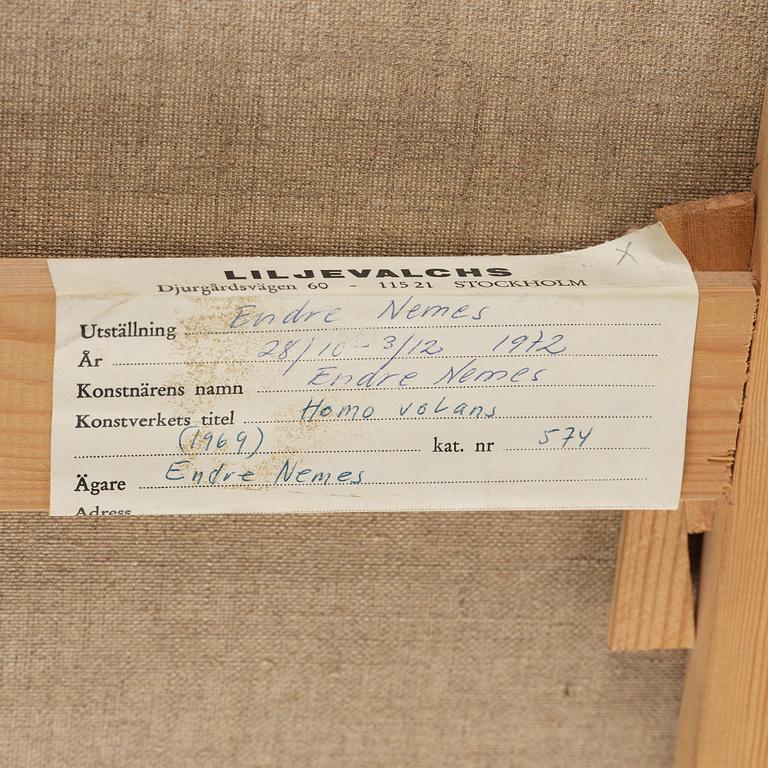 LILJEVALCHS
Djurgårdsvägen 60 - 115 21 STOCKHOLM
Utställning Endre Nemes
År 28/10 - 3/12 1972
Konstnärens namn Endre Nemes
Konstverkets titel Homo volans
(1969) kat. nr 574
Ägare Endre Nemes
Adress